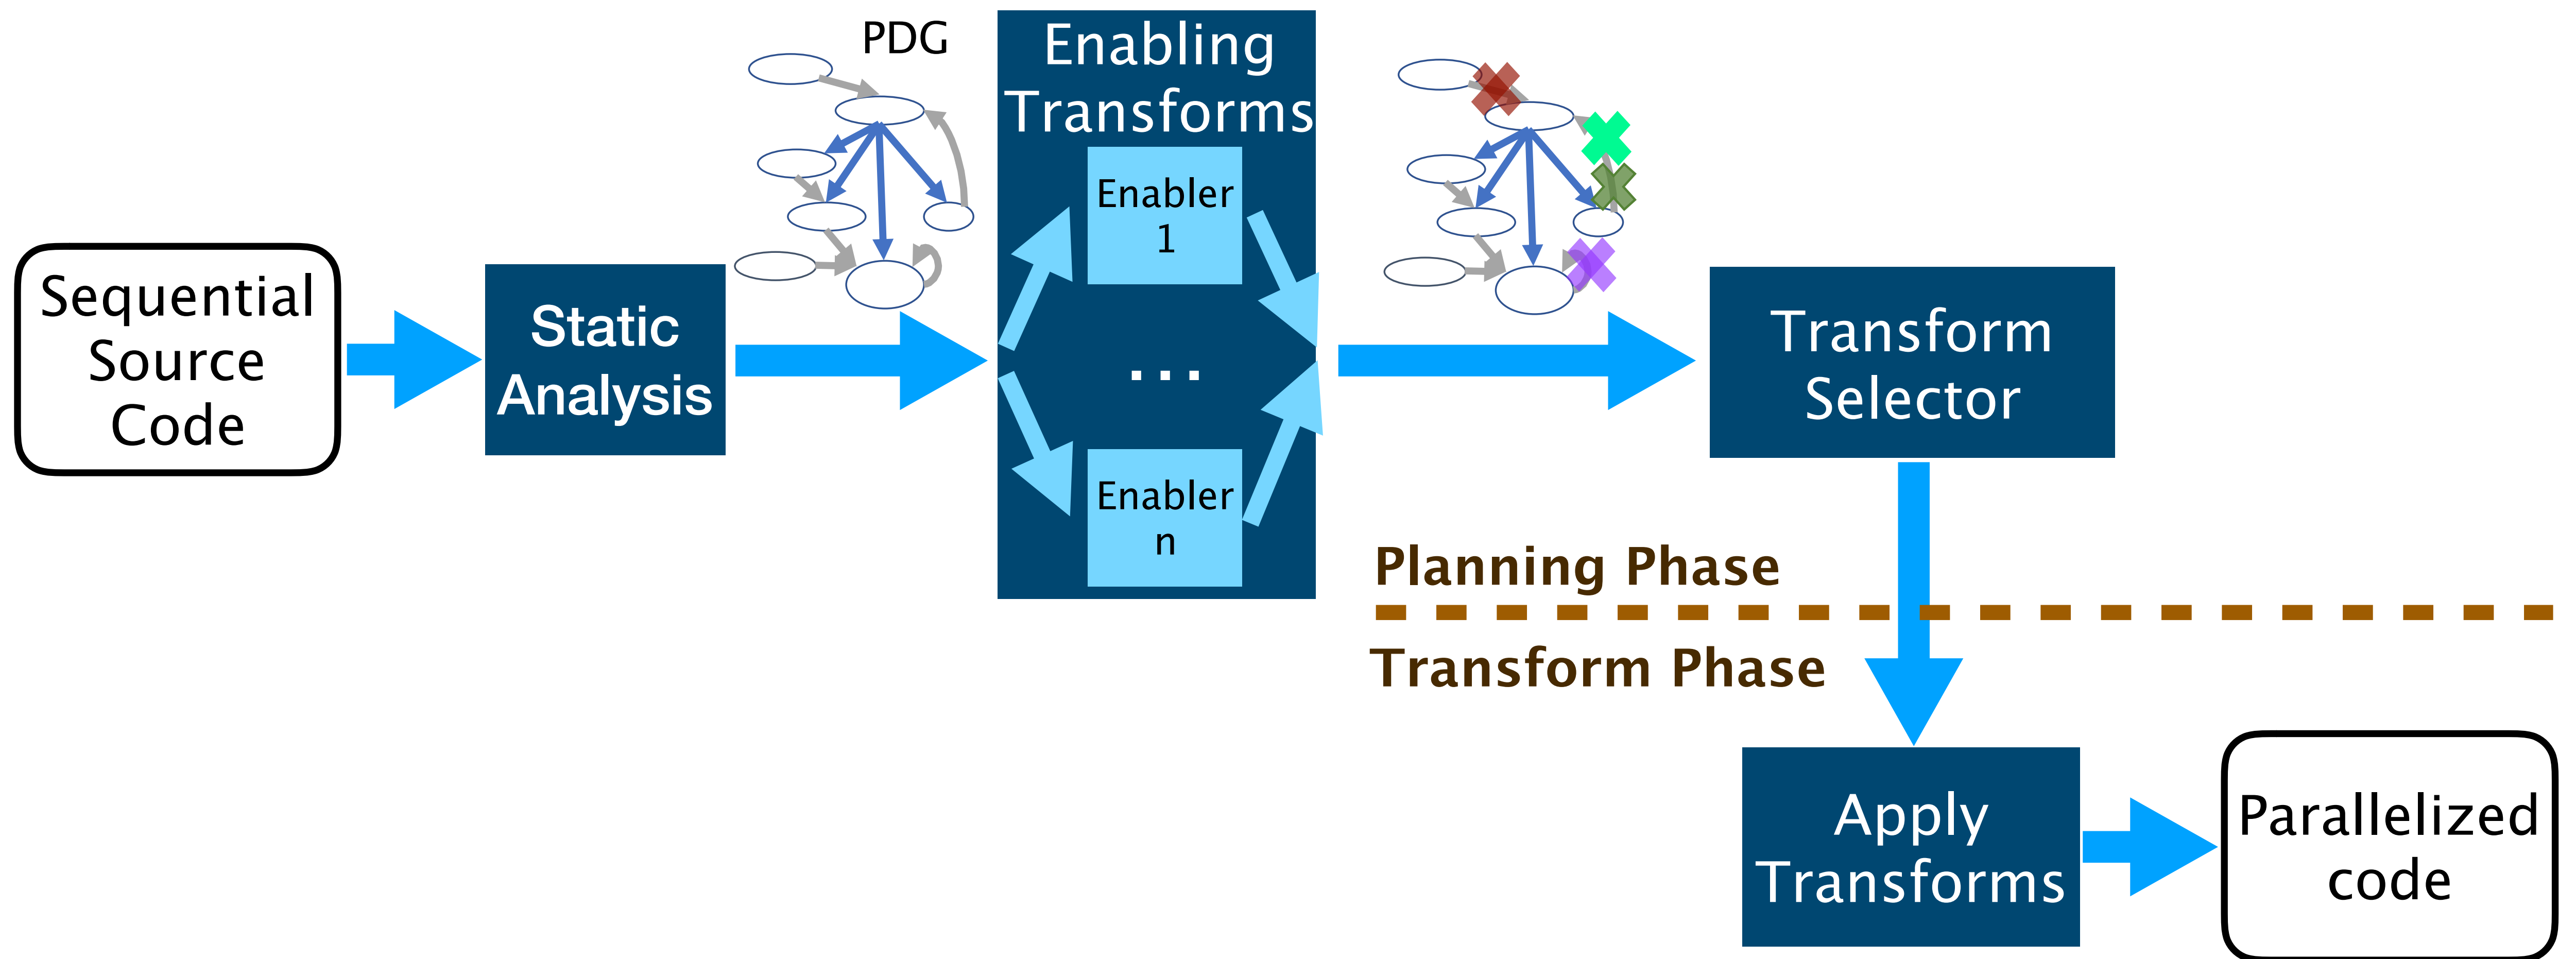 Sequential
Source
Code
Static
Analysis
PDG
Enabling
Transforms
Enabler
1
...
Enabler
n
Transform
Selector
Planning Phase
Transform Phase
Apply
Transforms
Parallelized
code